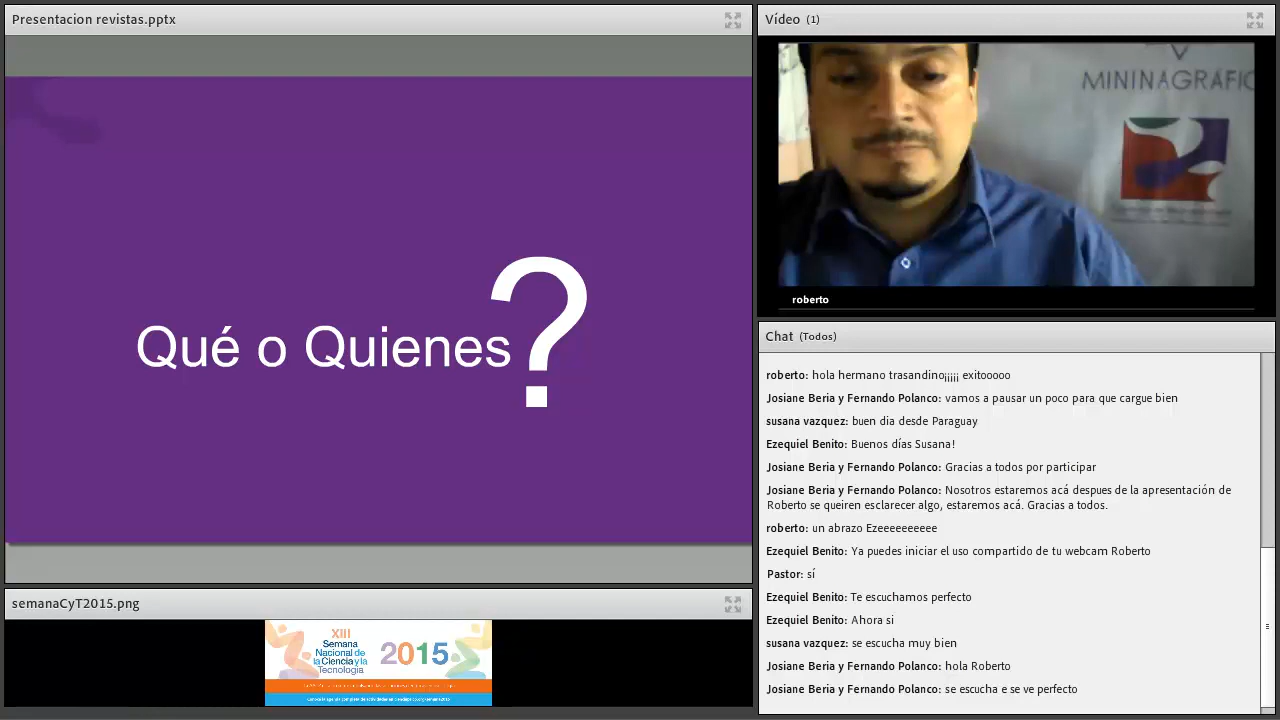 Presentacion revistas.pptx
Qué o Quienes?
semanaCyT2015.png
XIII
Semana
Nacional de
la Ciencia y la
Tecnología
2015
Vídeo (1)
MININAGRÁFIC
roberto
Chat (Todos)
roberto: hola hermano trasandino¡¡¡¡¡ exitooooo
Josiane Beria y Fernando Polanco: vamos a pausar un poco para que cargue bien
susana vazquez: buen dia desde Paraguay
Ezequiel Benito: Buenos días Susana!
Josiane Beria y Fernando Polanco: Gracias a todos por participar
Josiane Beria y Fernando Polanco: Nosotros estaremos acá despues de la apresentación de
Roberto se queiren esclarecer algo, estaremos acá. Gracias a todos.
roberto: un abrazo Ezeeeeeeeeee
Ezequiel Benito: Ya puedes iniciar el uso compartido de tu webcam Roberto
Pastor: sí
Ezequiel Benito: Te escuchamos perfecto
Ezequiel Benito: Ahora si
susana vazquez: se escucha muy bien
Josiane Beria y Fernando Polanco: hola Roberto
Josiane Beria y Fernando Polanco: se escucha e se ve perfecto